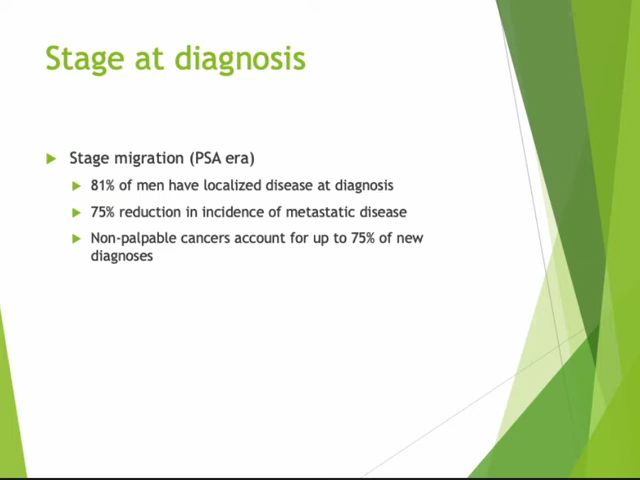 Stage at diagnosis
Stage migration (PSA era)
81% of men have localized disease at diagnosis
75% reduction in incidence of metastatic disease
Non-palpable cancers account for up to 75% of new
diagnoses